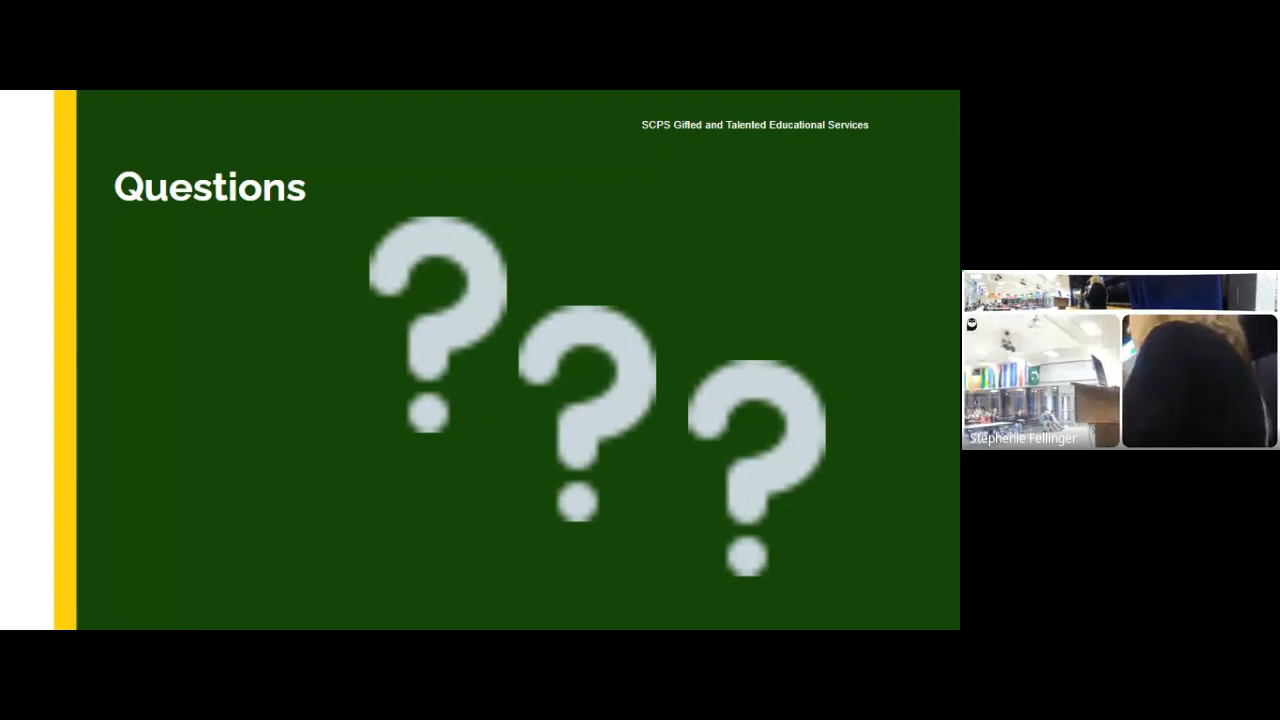 SCPS Gifted and Talented Educational Services
Questions
? ? ?
Stephenie Fellinger